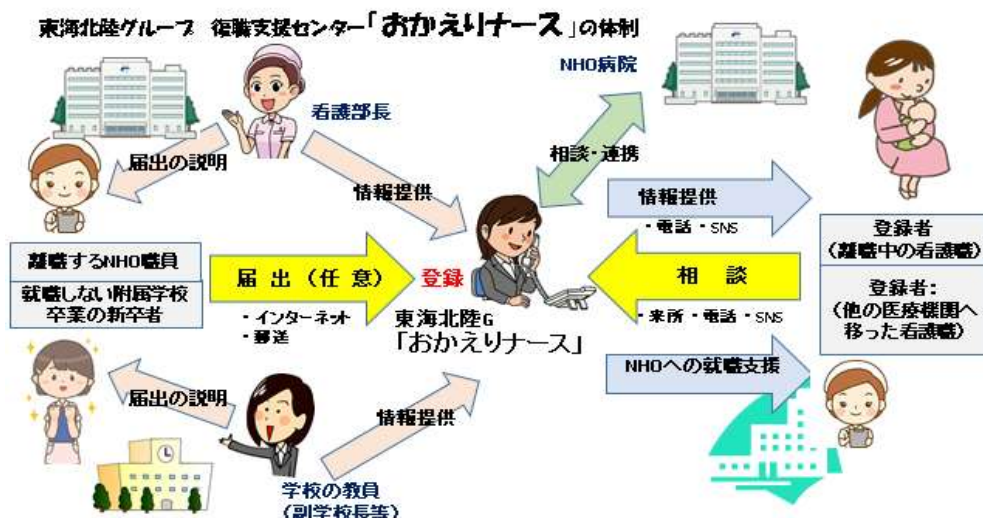 東海北陸グループ 復職支援センター「おかえりナース」の体制
NHO病院
看護部長
届出の説明
情報提供
相談・連携
情報提供
・電話・SNS
離職するNHO職員
就職しない附属学校
卒業の新卒者
届出（任意）
登録
・インターネット
・郵送
東海北陸G
「おかえりナース」
相談
・来所・電話・SNS
登録者
（離職中の看護職）
登録者：
（他の医療機関へ
移った看護職）
NHOへの就職支援
届出の説明
情報提供
学校の教員
（副学校長等）